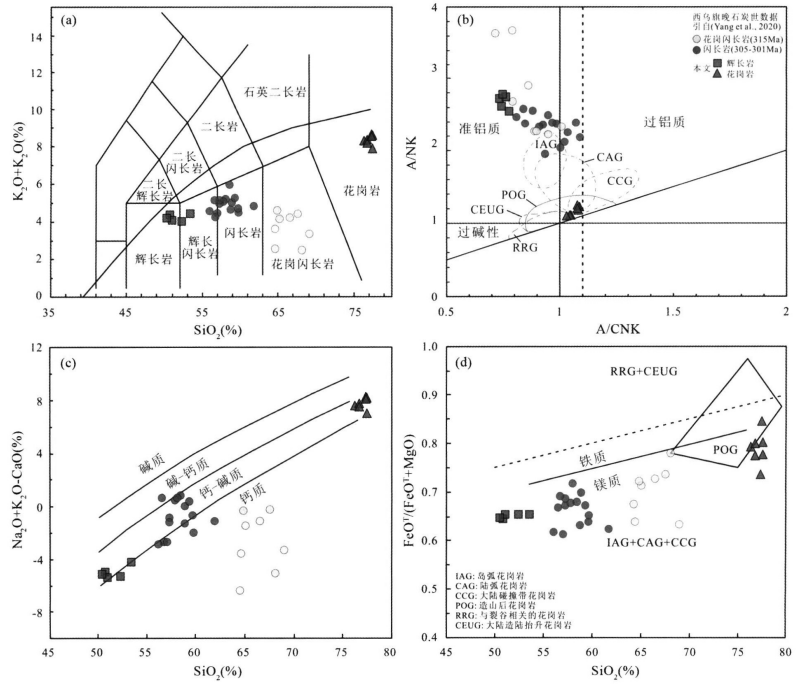 (a)
K₂O+K₂O(%)
16
14
12
10
8
6
4
2
0
35
45
55
65
75
SiO₂(%)
石英二长岩
二长岩
二长
闪长岩
二长
辉长岩
花岗岩
辉长岩
辉长
闪长岩
闪长岩
花岗闪长岩
(b)
A/NK
4
3
2
1
0
0.5
1
1.5
2
A/CNK
西乌旗晚石炭世数据
引自(Yang et al., 2020)
花岗闪长岩(315Ma)
闪长岩(305-301Ma)
本文
辉长岩
花岗岩
准铝质
过铝质
IAG
CAG
CCG
POG
CEUG
过碱性
RRG
(c)
Na₂O+K₂O-CaO(%)
12
8
4
0
-4
-8
45
50
55
60
65
70
75
80
SiO₂(%)
碱质
碱-钙质
钙-碱质
钙质
(d)
FeOᵀ/(FeOᵀ+MgO)
1.0
0.9
0.8
0.7
0.6
0.5
0.4
45
50
55
60
65
70
75
80
SiO₂(%)
RRG+CEUG
POG
铁质
镁质
IAG+CAG+CCG
IAG: 岛弧花岗岩
CAG: 陆弧花岗岩
CCG: 大陆碰撞带花岗岩
POG: 造山后花岗岩
RRG: 与裂谷相关的花岗岩
CEUG: 大陆造陆抬升花岗岩